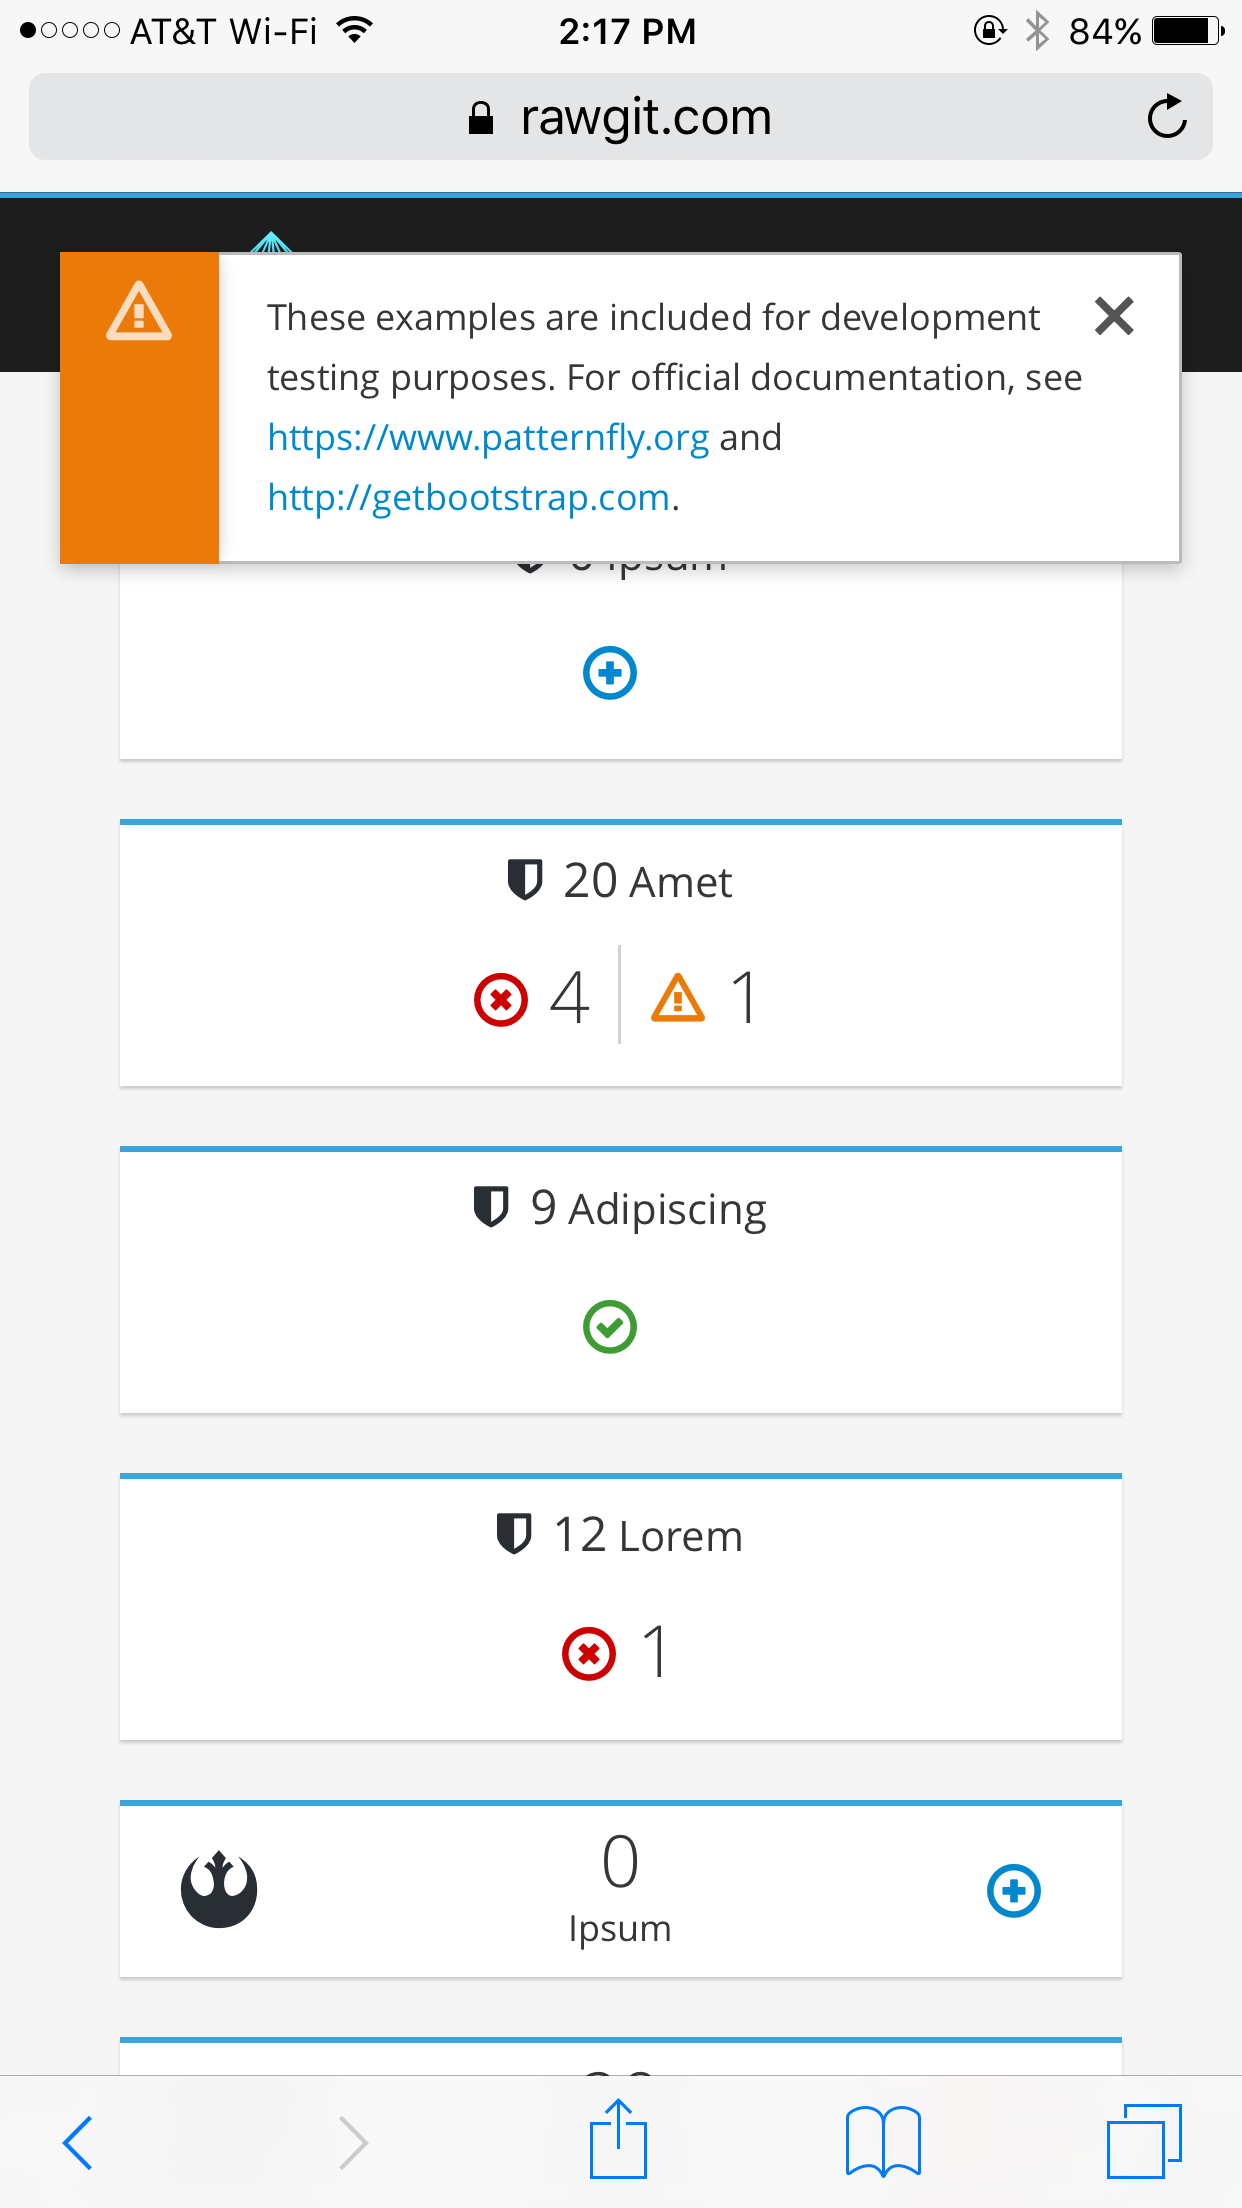 AT&T Wi-Fi 2:17 PM 84%
rawgit.com
These examples are included for development
testing purposes. For official documentation, see
https://www.patternfly.org and
http://getbootstrap.com.
Ipsum
20 Amet
4 1
9 Adipiscing
12 Lorem
1
0
Ipsum